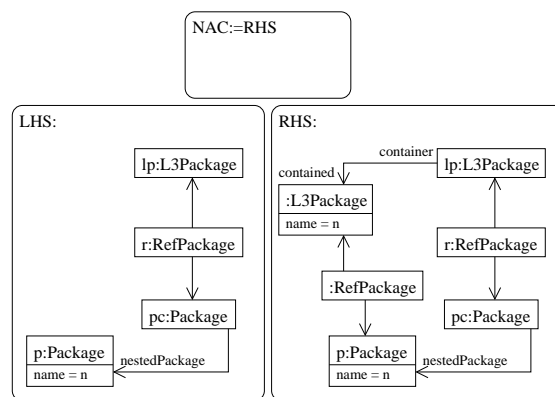 NAC:=RHS
LHS:
lp:L3Package
r:RefPackage
pc:Package
p:Package
nestedPackage
name = n
RHS:
container
contained
lp:L3Package
:L3Package
name = n
r:RefPackage
:RefPackage
pc:Package
p:Package
nestedPackage
name = n